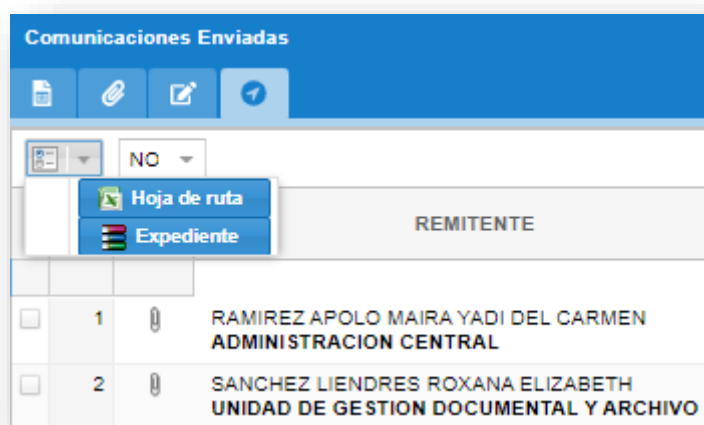 Comunicaciones Enviadas
NO
Hoja de ruta
Expediente
REMITENTE
1
RAMIREZ APOLO MAIRA YADI DEL CARMEN
ADMINISTRACION CENTRAL
2
SANCHEZ LIENDRES ROXANA ELIZABETH
UNIDAD DE GESTION DOCUMENTAL Y ARCHIVO